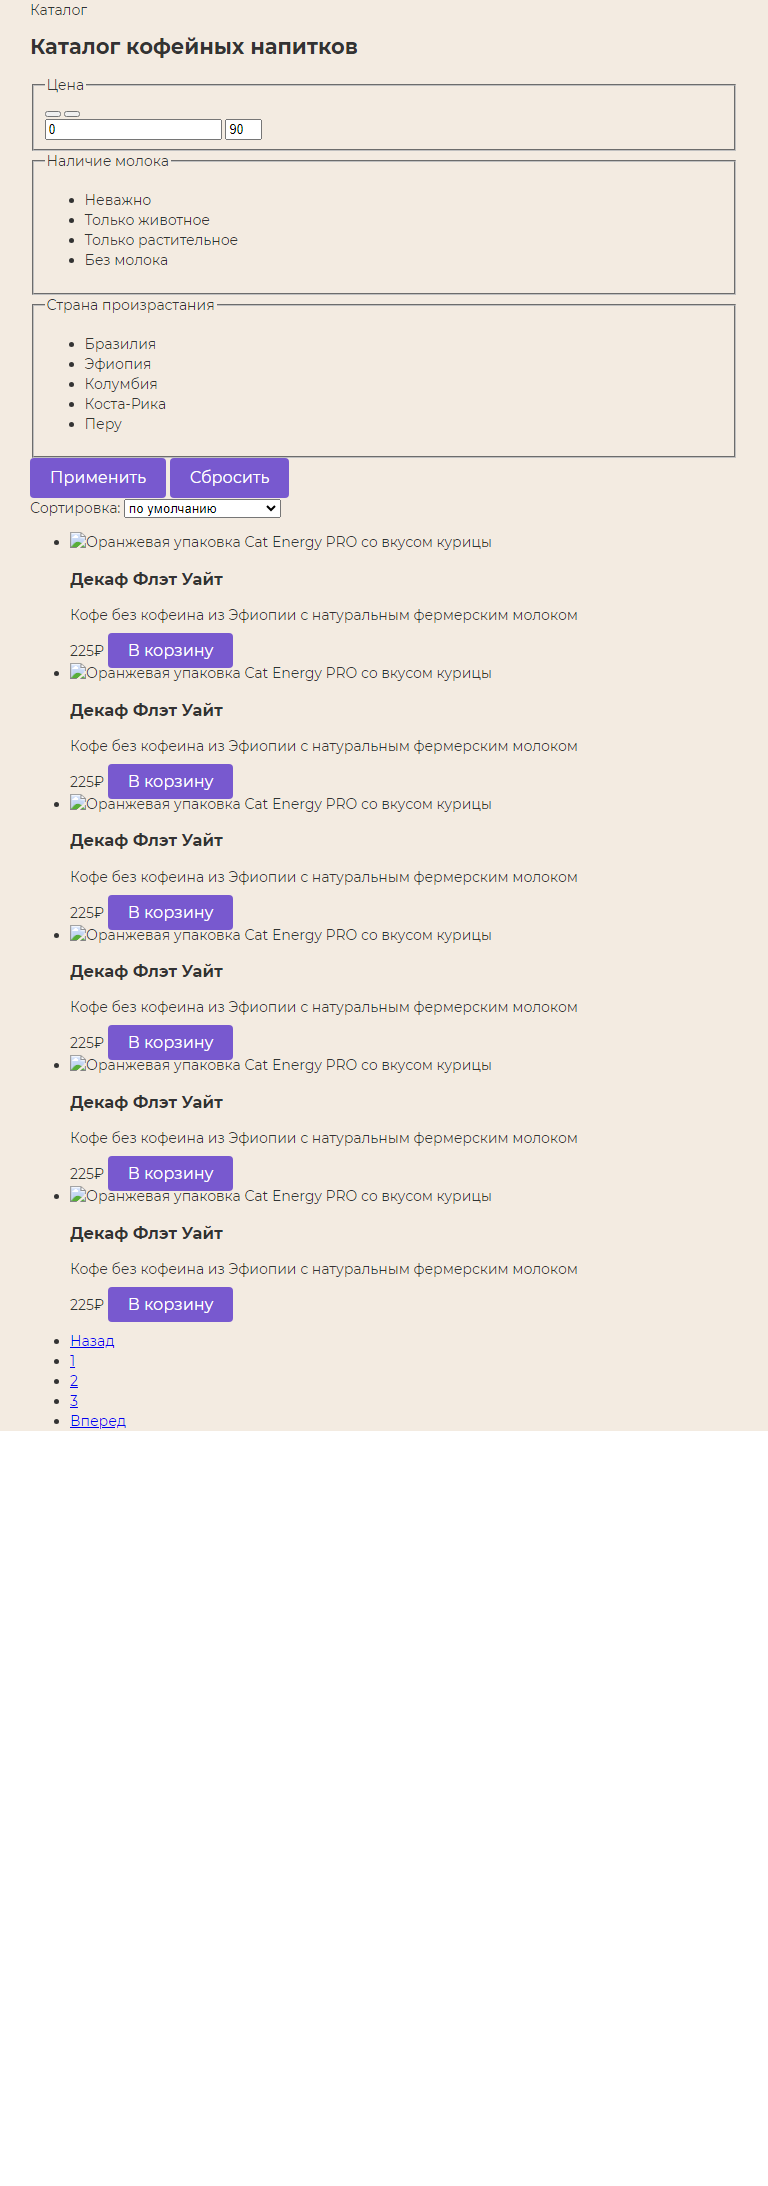 Каталог
Каталог кофейных напитков
Цена
0 90
Наличие молока
Неважно
Только животное
Только растительное
Без молока
Страна произрастания
Бразилия
Эфиопия
Колумбия
Коста-Рика
Перу
Применить Сбросить
Сортировка: по умолчанию
Оранжевая упаковка Cat Energy PRO со вкусом курицы
Декаф Флэт Уайт
Кофе без кофеина из Эфиопии с натуральным фермерским молоком
225₽ В корзину
Оранжевая упаковка Cat Energy PRO со вкусом курицы
Декаф Флэт Уайт
Кофе без кофеина из Эфиопии с натуральным фермерским молоком
225₽ В корзину
Оранжевая упаковка Cat Energy PRO со вкусом курицы
Декаф Флэт Уайт
Кофе без кофеина из Эфиопии с натуральным фермерским молоком
225₽ В корзину
Оранжевая упаковка Cat Energy PRO со вкусом курицы
Декаф Флэт Уайт
Кофе без кофеина из Эфиопии с натуральным фермерским молоком
225₽ В корзину
Оранжевая упаковка Cat Energy PRO со вкусом курицы
Декаф Флэт Уайт
Кофе без кофеина из Эфиопии с натуральным фермерским молоком
225₽ В корзину
Оранжевая упаковка Cat Energy PRO со вкусом курицы
Декаф Флэт Уайт
Кофе без кофеина из Эфиопии с натуральным фермерским молоком
225₽ В корзину
Назад
1
2
3
Вперед